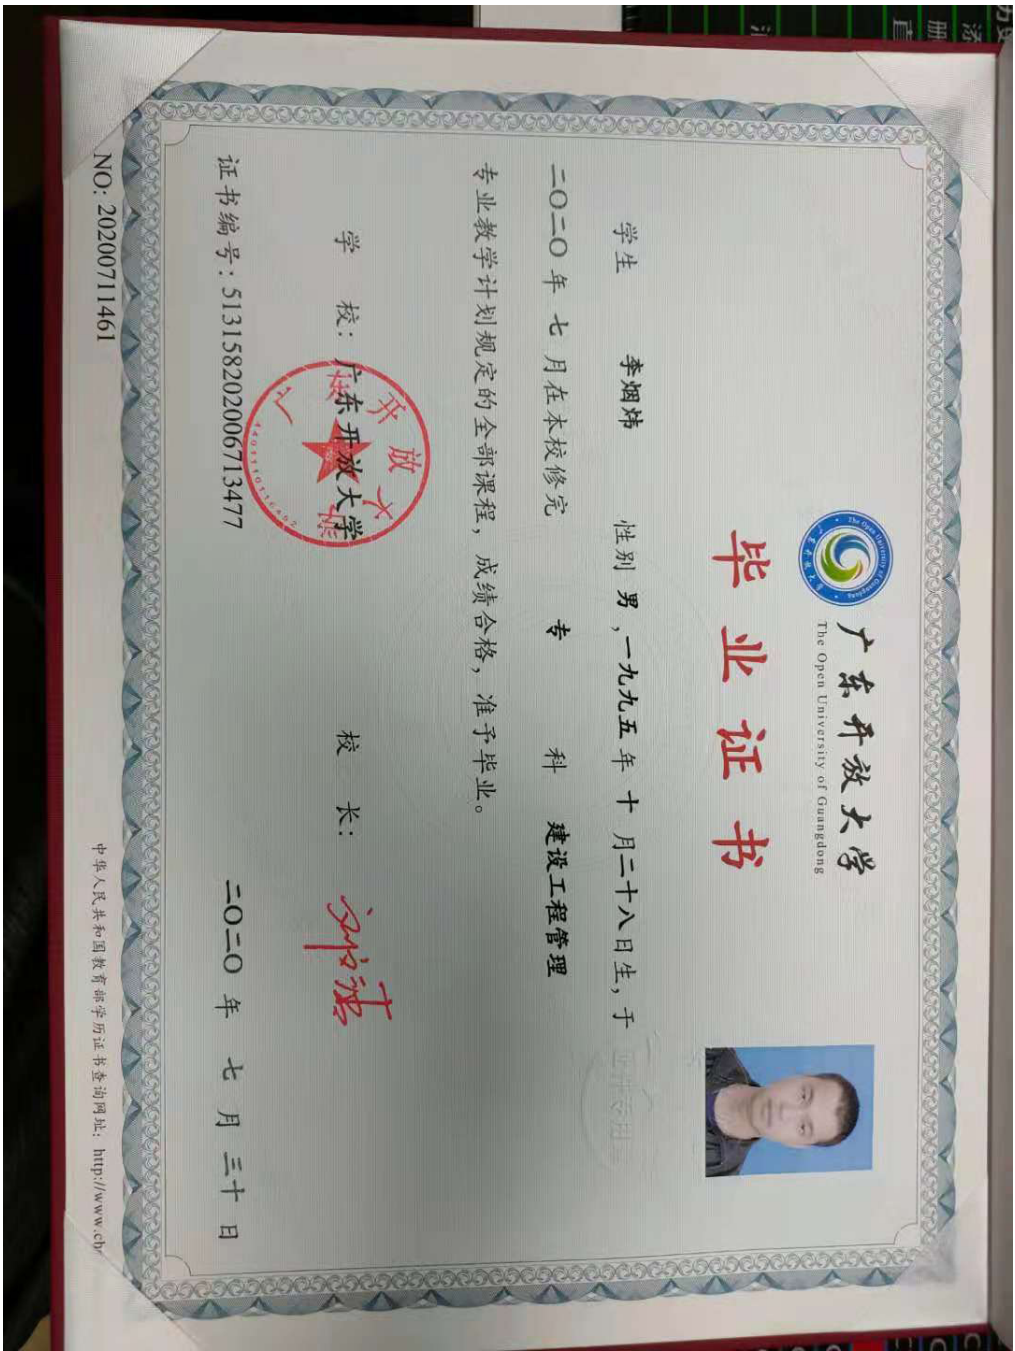 广东开放大学
The Open University of Guangdong
毕业证书
学生 李烟炜 性别 男，一九九五年 十 月二十八日生，于
二〇二〇 年 七 月在本校修完 专 科 建设工程管理
专业教学计划规定的全部课程，成绩合格，准予毕业。
学 校：广东开放大学 校 长：
证书编号：513158202006713477 二〇二〇 年 七 月 三十 日
NO: 20200711461 中华人民共和国教育部学历证书查询网址：http://www.ch